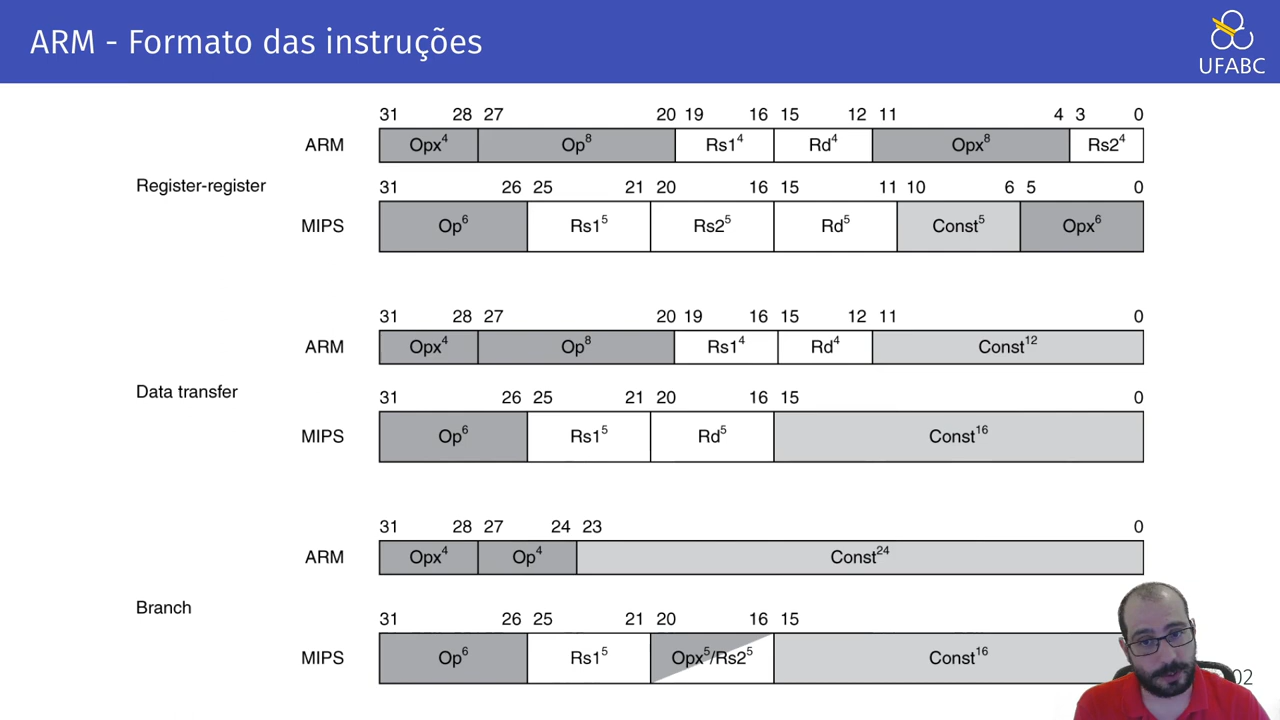 ARM - Formato das instruções
UFABC
31 28 27 20 19 16 15 12 11 4 3 0
ARM Opx4 Op8 Rs14 Rd4 Opx8 Rs24
Register-register
31 26 25 21 20 16 15 11 10 6 5 0
MIPS Op6 Rs15 Rs25 Rd5 Const5 Opx6
31 28 27 20 19 16 15 12 11 0
ARM Opx4 Op8 Rs14 Rd4 Const12
Data transfer
31 26 25 21 20 16 15 0
MIPS Op6 Rs15 Rd5 Const16
31 28 27 24 23 0
ARM Opx4 Op4 Const24
Branch
31 26 25 21 20 16 15
MIPS Op6 Rs15 Opx5/Rs25 Const16